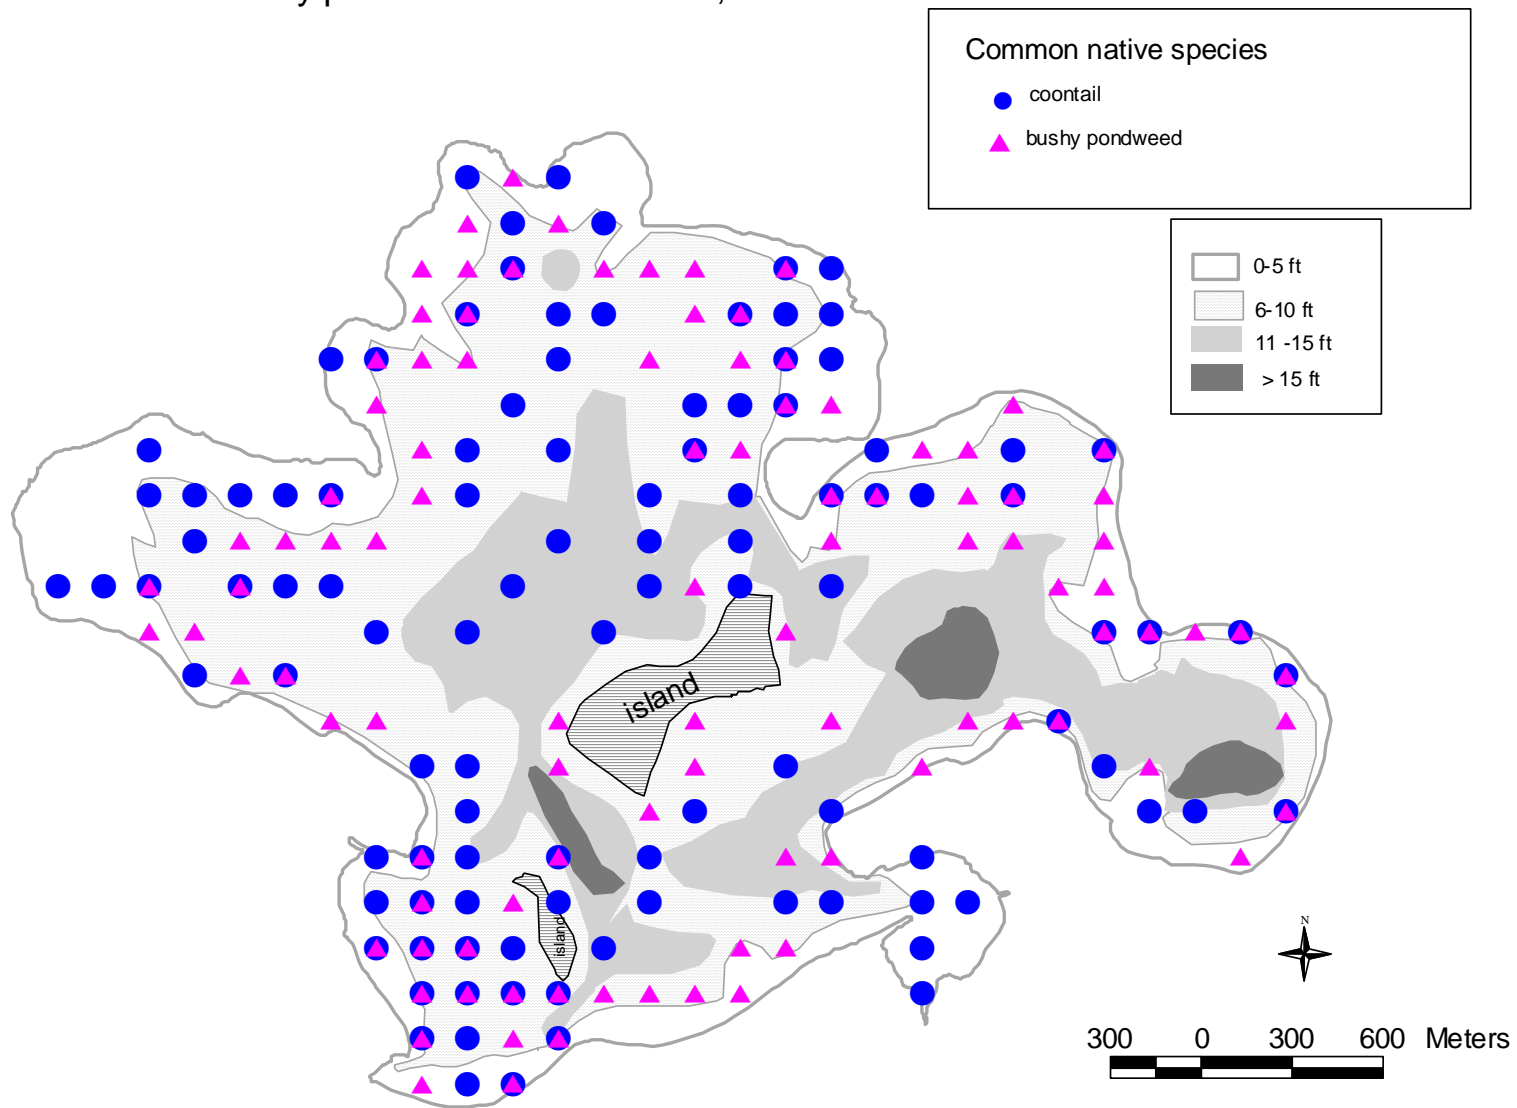 Common native species
coontail
bushy pondweed
0-5 ft
6-10 ft
11 -15 ft
> 15 ft
island
island
N
300 0 300 600 Meters